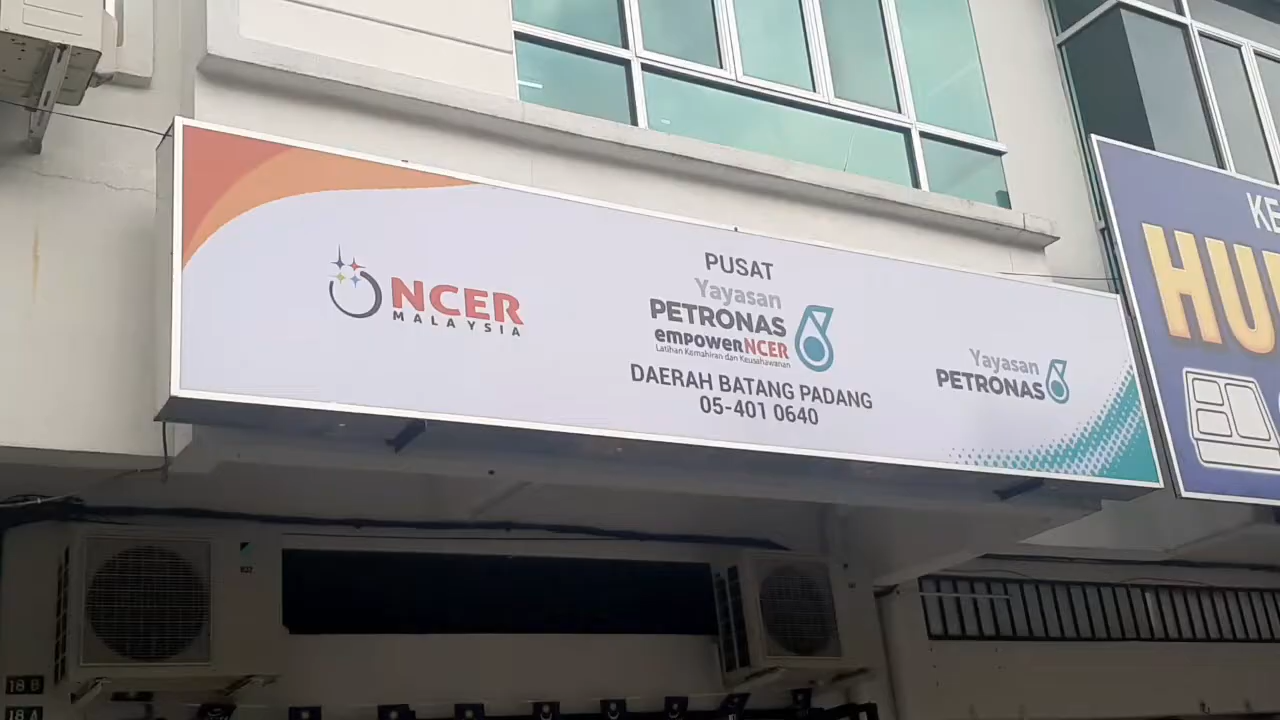 NCER
MALAYSIA
PUSAT
Yayasan
PETRONAS
empowerNCER
Latihan Kemahiran dan Keusahawanan
DAERAH BATANG PADANG
05-401 0640
Yayasan
PETRONAS
KE
HU
18 B
18 A